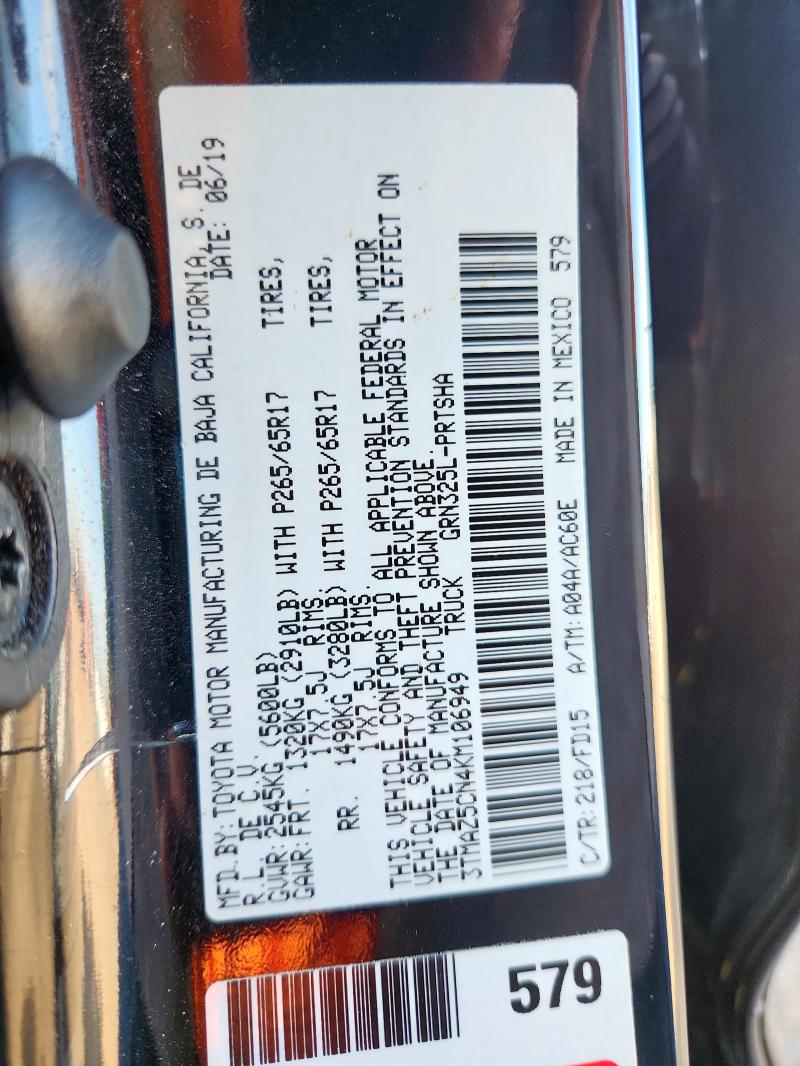 MFD.BY:TOYOTA MOTOR MANUFACTURING DE BAJA CALIFORNIA, S. DE
R.L. DE C.V. DATE: 06/19
GVWR:2545KG (5600LB)
GAWR:FRT. 1320KG (2910LB) WITH P265/65R17 TIRES,
17X7.5J RIMS.
RR. 1490KG (3280LB) WITH P265/65R17 TIRES,
17X7.5J RIMS.
THIS VEHICLE CONFORMS TO ALL APPLICABLE FEDERAL MOTOR
VEHICLE SAFETY AND THEFT PREVENTION STANDARDS IN EFFECT ON
THE DATE OF MANUFACTURE SHOWN ABOVE.
3TMAZ5CN4KM106949 TRUCK GRN325L-PRTSHA
C/TR:218/FD15 A/TM:A04A/AC60E MADE IN MEXICO 579
579